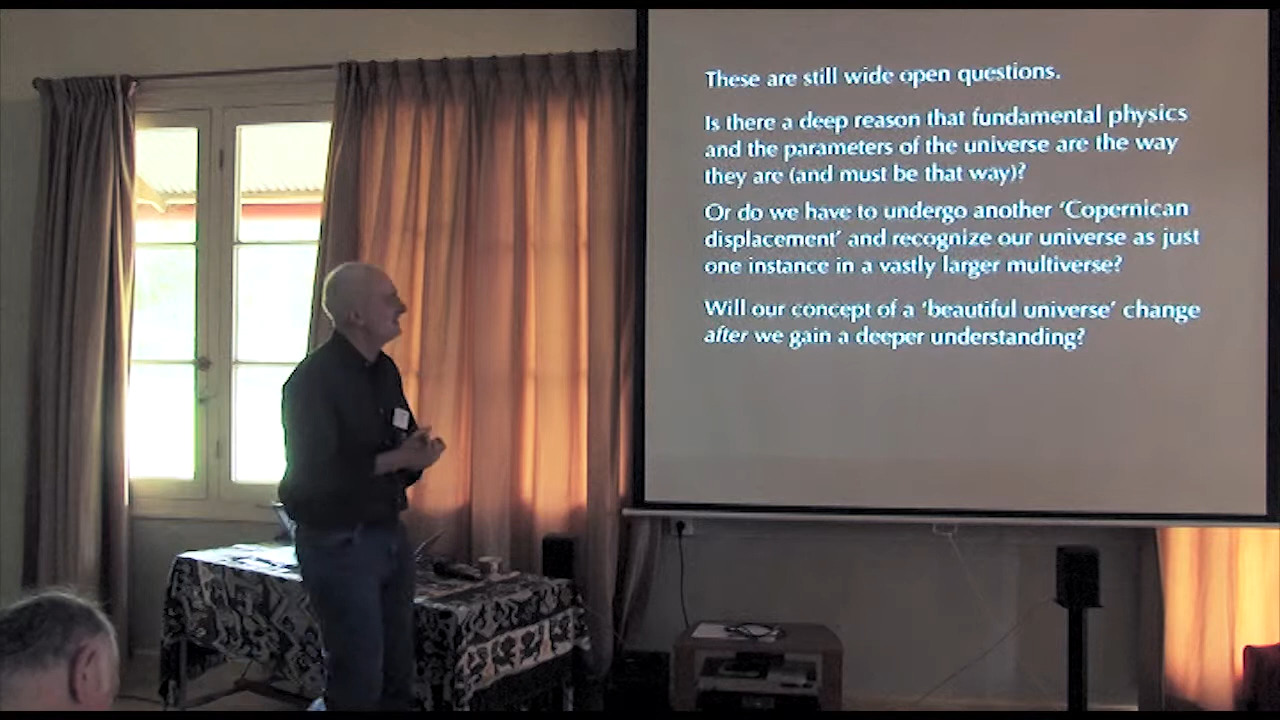 These are still wide open questions.
Is there a deep reason that fundamental physics
and the parameters of the universe are the way
they are (and must be that way)?
Or do we have to undergo another ‘Copernican
displacement’ and recognize our universe as just
one instance in a vastly larger multiverse?
Will our concept of a ‘beautiful universe’ change
after we gain a deeper understanding?